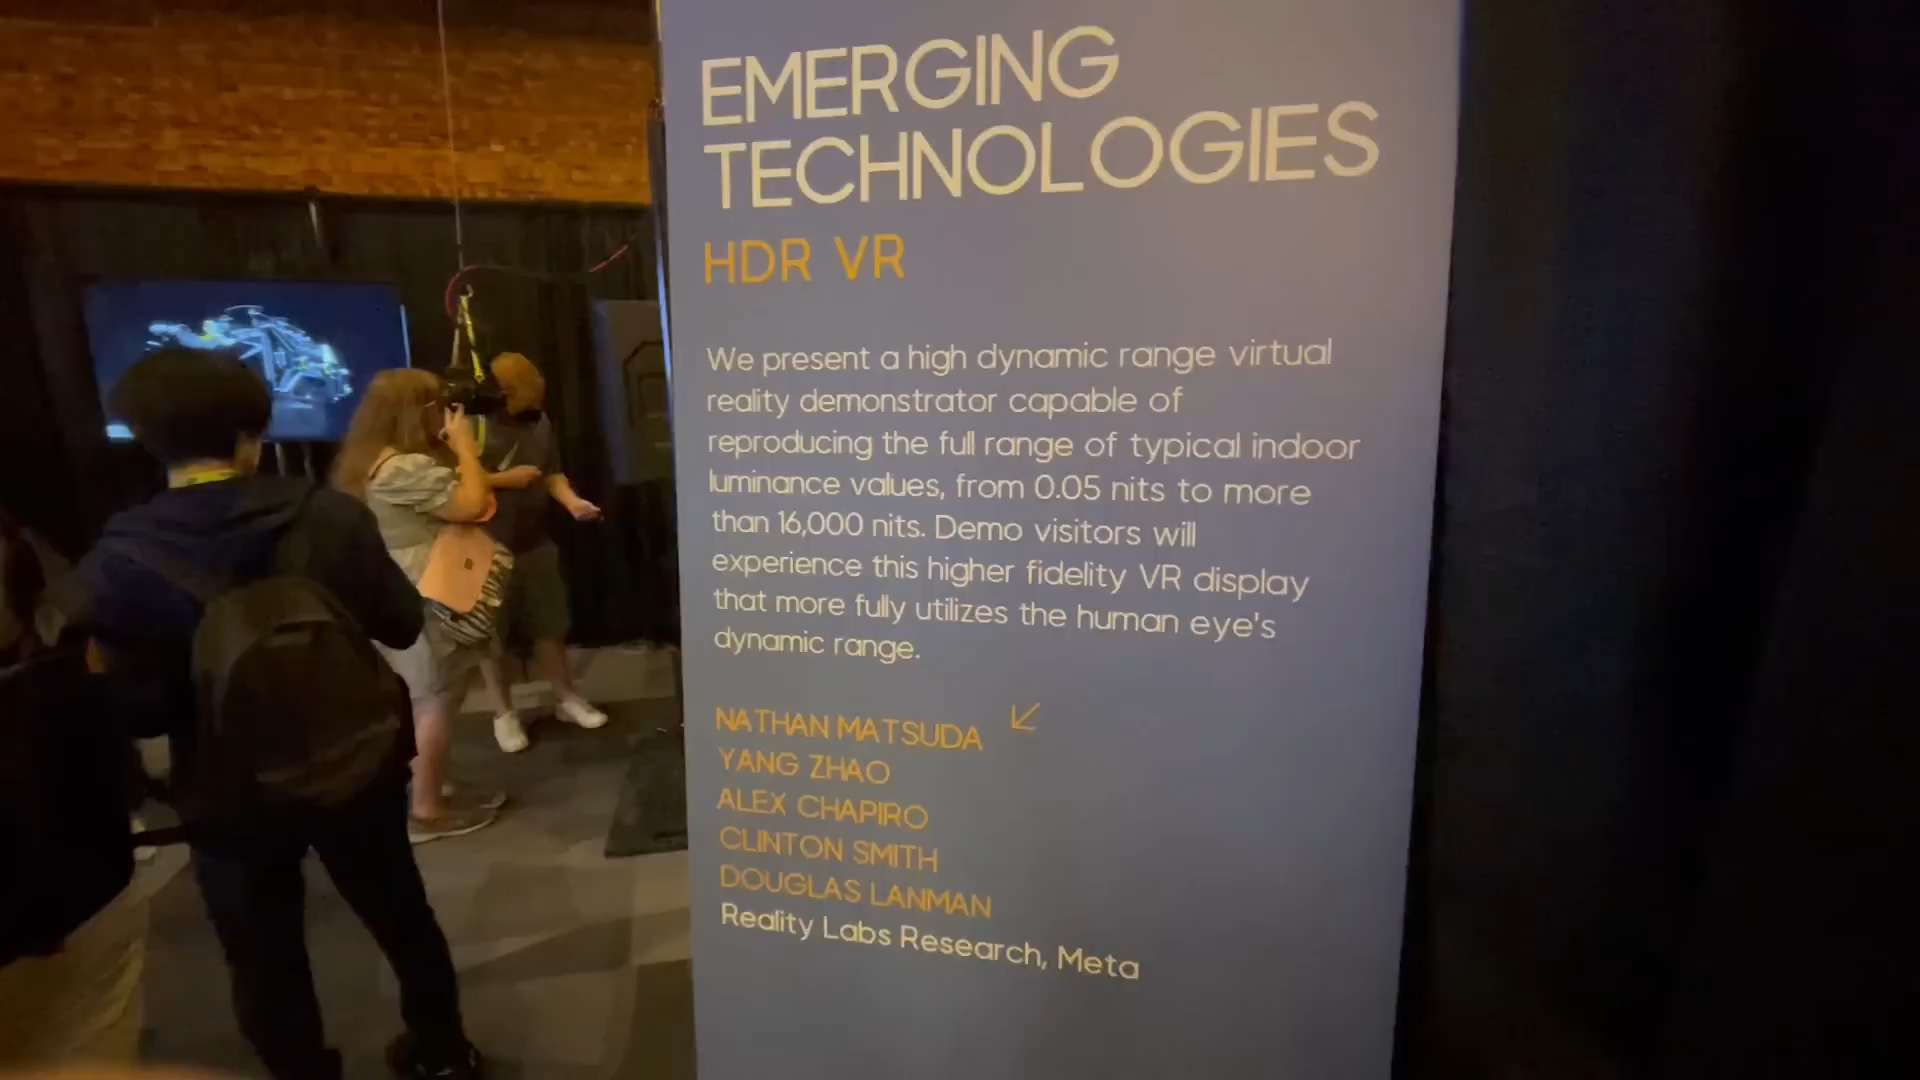 EMERGING
TECHNOLOGIES
HDR VR
We present a high dynamic range virtual
reality demonstrator capable of
reproducing the full range of typical indoor
luminance values, from 0.05 nits to more
than 16,000 nits. Demo visitors will
experience this higher fidelity VR display
that more fully utilizes the human eye's
dynamic range.
NATHAN MATSUDA
YANG ZHAO
ALEX CHAPIRO
CLINTON SMITH
DOUGLAS LANMAN
Reality Labs Research, Meta